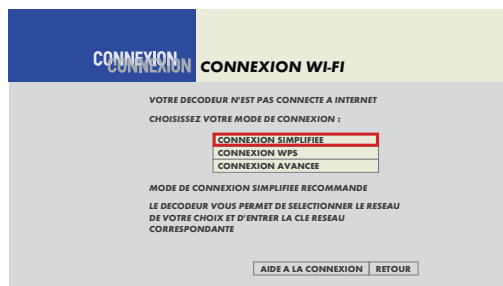 CONNEXION
CONNEXION
CONNEXION WI-FI
VOTRE DECODEUR N'EST PAS CONNECTE A INTERNET
CHOISISSEZ VOTRE MODE DE CONNEXION :
CONNEXION SIMPLIFIEE
CONNEXION WPS
CONNEXION AVANCEE
MODE DE CONNEXION SIMPLIFIEE RECOMMANDE
LE DECODEUR VOUS PERMET DE SELECTIONNER LE RESEAU
DE VOTRE CHOIX ET D'ENTRER LA CLE RESEAU
CORRESPONDANTE
AIDE A LA CONNEXION RETOUR